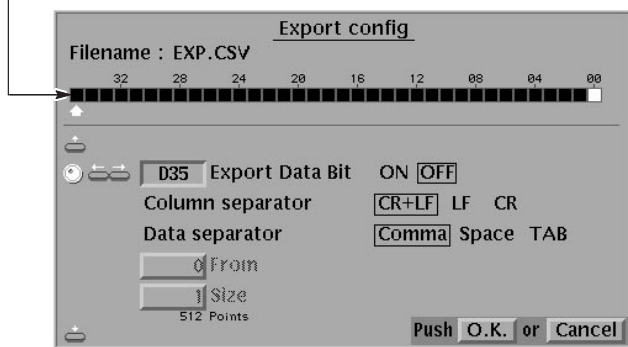 Export config
Filename : EXP.CSV
32 28 24 20 16 12 08 04 00
D35 Export Data Bit ON OFF
Column separator CR+LF LF CR
Data separator Comma Space TAB
0 From
1 Size
512 Points
Push O.K. or Cancel